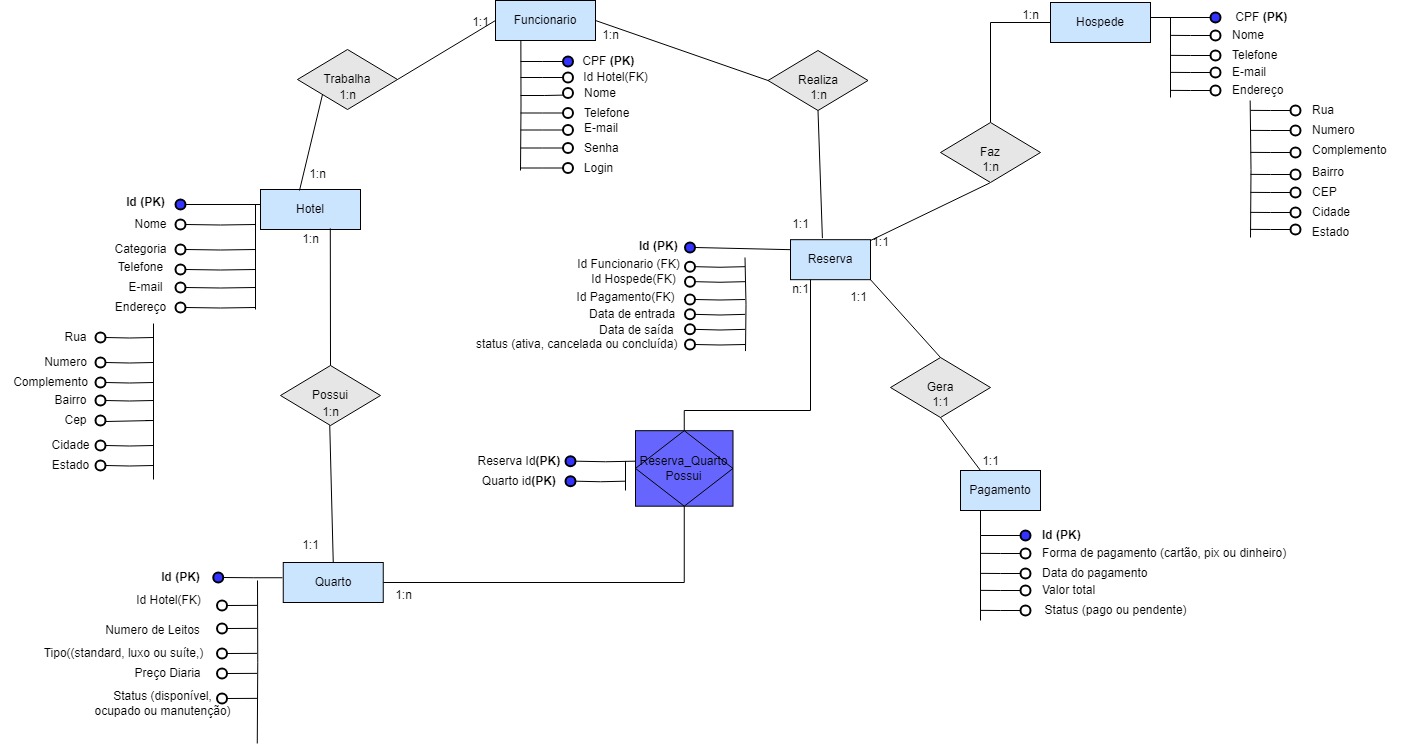 Funcionario
1:1
1:n
CPF (PK)
Id Hotel(FK)
Nome
Telefone
E-mail
Senha
Login
Trabalha
1:n
1:n
Realiza
1:n
1:1
1:n
Hospede
CPF (PK)
Nome
Telefone
E-mail
Endereço
Rua
Numero
Complemento
Bairro
CEP
Cidade
Estado
Faz
1:n
1:1
Hotel
1:n
Id (PK)
Nome
Categoria
Telefone
E-mail
Endereço
Rua
Numero
Complemento
Bairro
Cep
Cidade
Estado
Reserva
n:1
1:1
Id (PK)
Id Funcionario (FK)
Id Hospede(FK)
Id Pagamento(FK)
Data de entrada
Data de saída
status (ativa, cancelada ou concluída)
Possui
1:n
1:1
Gera
1:1
1:1
Reserva_Quarto
Possui
Reserva Id(PK)
Quarto id(PK)
Pagamento
Id (PK)
Forma de pagamento (cartão, pix ou dinheiro)
Data do pagamento
Valor total
Status (pago ou pendente)
Quarto
1:n
Id (PK)
Id Hotel(FK)
Numero de Leitos
Tipo((standard, luxo ou suíte,)
Preço Diaria
Status (disponível,
ocupado ou manutenção)